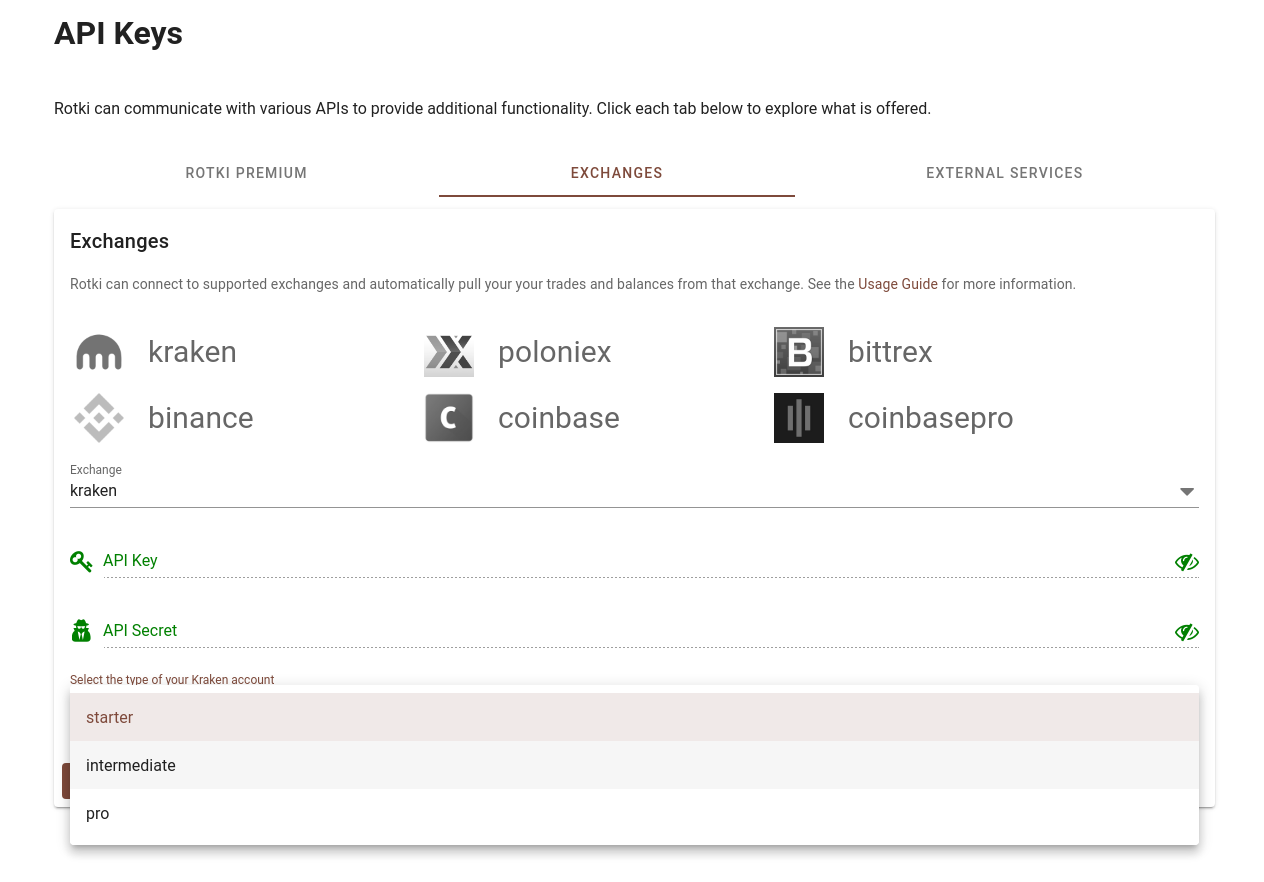 API Keys
Rotki can communicate with various APIs to provide additional functionality. Click each tab below to explore what is offered.
ROTKI PREMIUM EXCHANGES EXTERNAL SERVICES
Exchanges
Rotki can connect to supported exchanges and automatically pull your your trades and balances from that exchange. See the Usage Guide for more information.
kraken poloniex B bittrex
binance C coinbase coinbasepro
Exchange
kraken
API Key
API Secret
Select the type of your Kraken account
starter
intermediate
pro